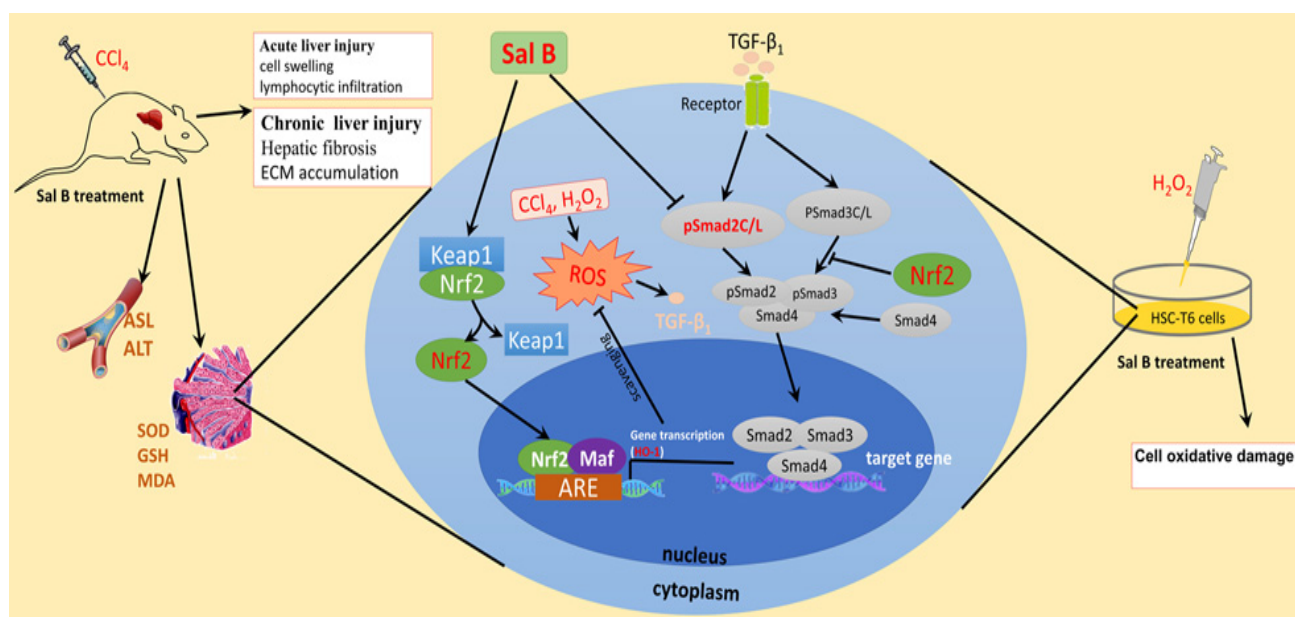 CCl4
Acute liver injury
cell swelling
lymphocytic infiltration
Chronic liver injury
Hepatic fibrosis
ECM accumulation
Sal B treatment
ASL
ALT
SOD
GSH
MDA
Sal B
TGF-β1
Receptor
CCl4, H2O2
pSmad2C/L
PSmad3C/L
Keap1
Nrf2
ROS
TGF-β1
Nrf2
pSmad2
pSmad3
Smad4
Smad4
Keap1
Nrf2
scavenging
Gene transcription
(HO-1)
Nrf2
Maf
ARE
Smad2
Smad3
Smad4
target gene
nucleus
cytoplasm
H2O2
HSC-T6 cells
Sal B treatment
Cell oxidative damage